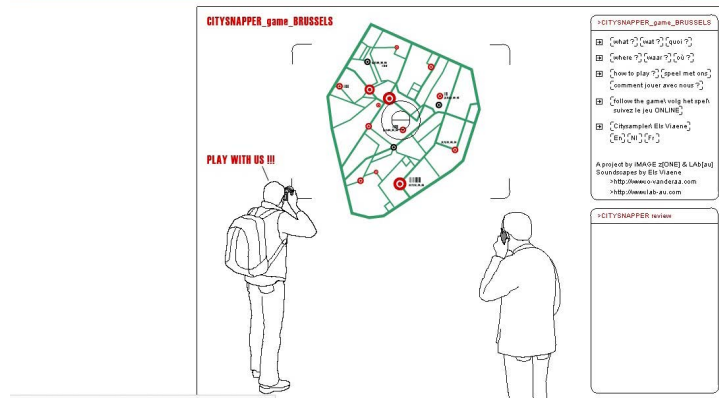 CITYSNAPPER_game_BRUSSELS
PLAY WITH US !!!
>CITYSNAPPER_game_BRUSSELS
[what ?] [wat ?] [quoi ?]
[where ?] [waar ?] [où ?]
[how to play ?] [speel met ons]
[comment jouer avec nous ?]
[follow the game\ volg het spel\
suivez le jeu ONLINE]
[Citysampler\ Els Viaene]
[En] [Nl] [Fr]
A project by iMAGE z[ONE] & LAb[au]
Soundscapes by Els Viaene
>http://www.o-vanderaa.com
>http://www.lab-au.com
>CITYSNAPPER review